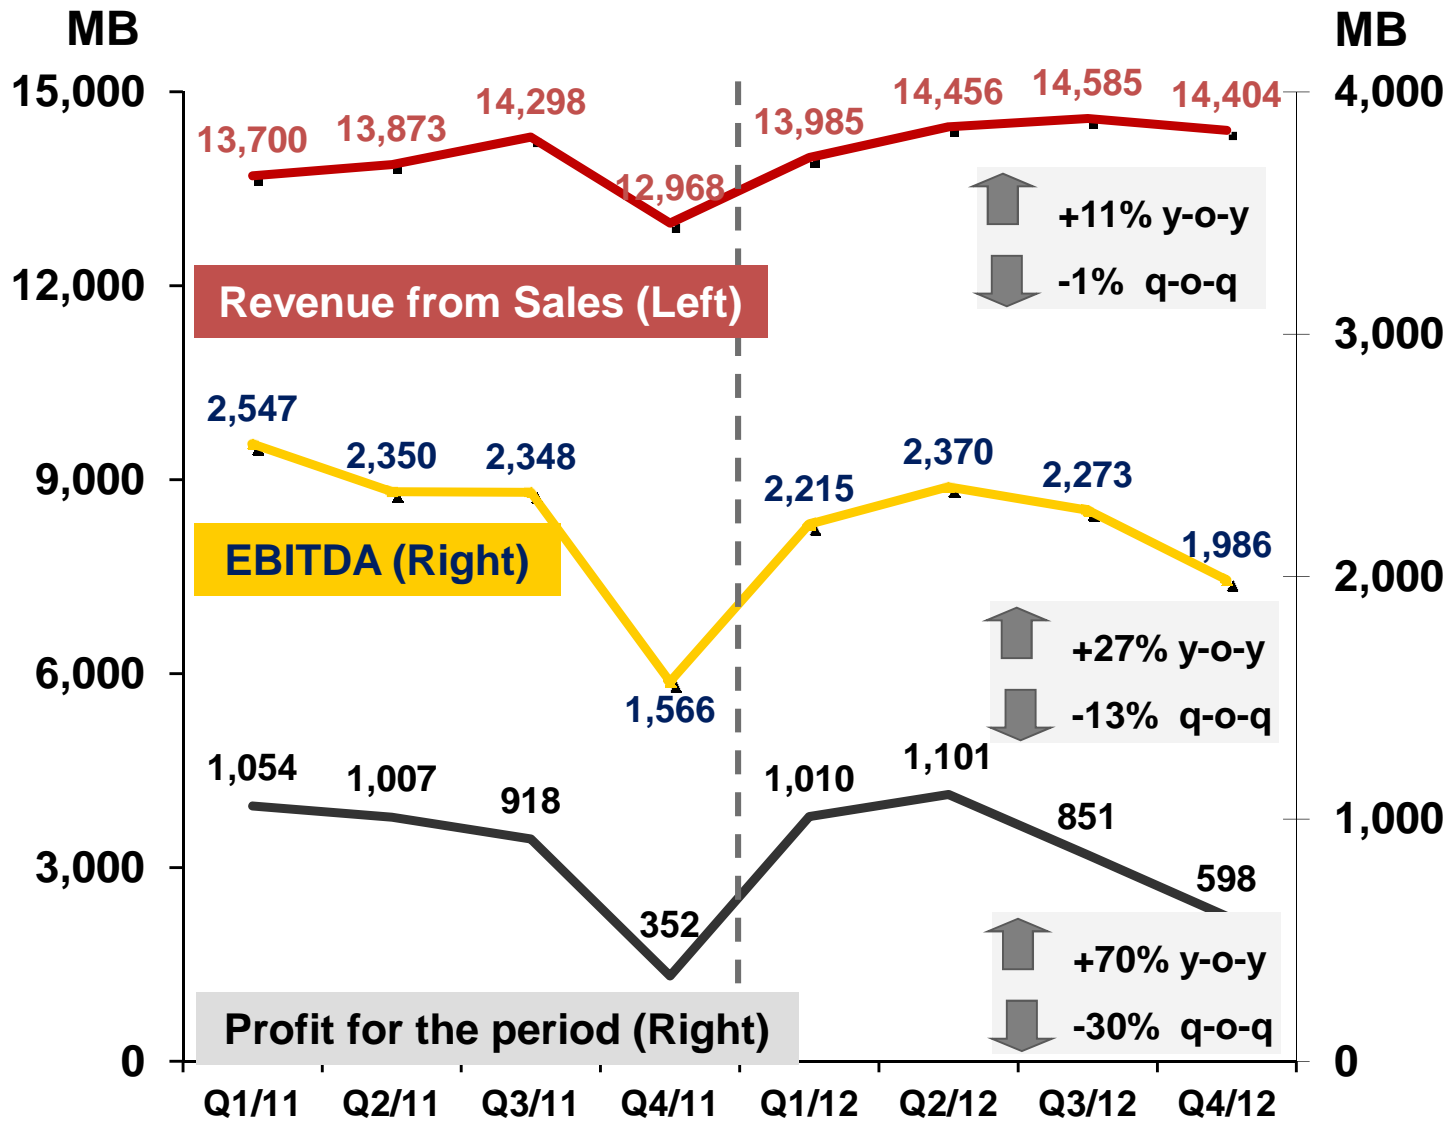 MB
MB
15,000
12,000
9,000
6,000
3,000
0
4,000
3,000
2,000
1,000
0
13,700
13,873
14,298
12,968
13,985
14,456
14,585
14,404
+11% y-o-y
-1% q-o-q
Revenue from Sales (Left)
2,547
2,350
2,348
1,566
2,215
2,370
2,273
1,986
EBITDA (Right)
+27% y-o-y
-13% q-o-q
1,054
1,007
918
352
1,010
1,101
851
598
+70% y-o-y
-30% q-o-q
Profit for the period (Right)
Q1/11 Q2/11 Q3/11 Q4/11 Q1/12 Q2/12 Q3/12 Q4/12